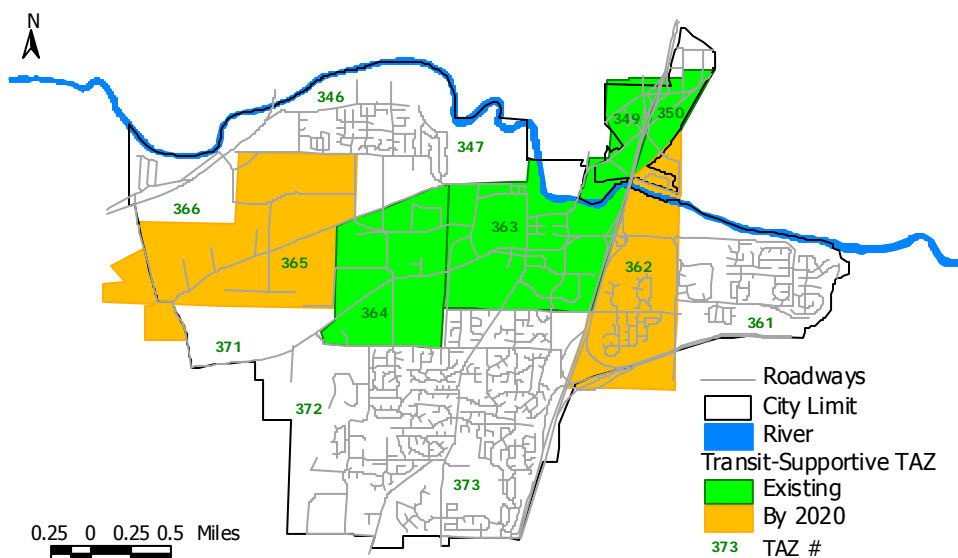 N
346
347
349
350
366
363
365
362
364
361
371
372
373
Roadways
City Limit
River
Transit-Supportive TAZ
Existing
By 2020
373 TAZ #
0.25 0 0.25 0.5 Miles